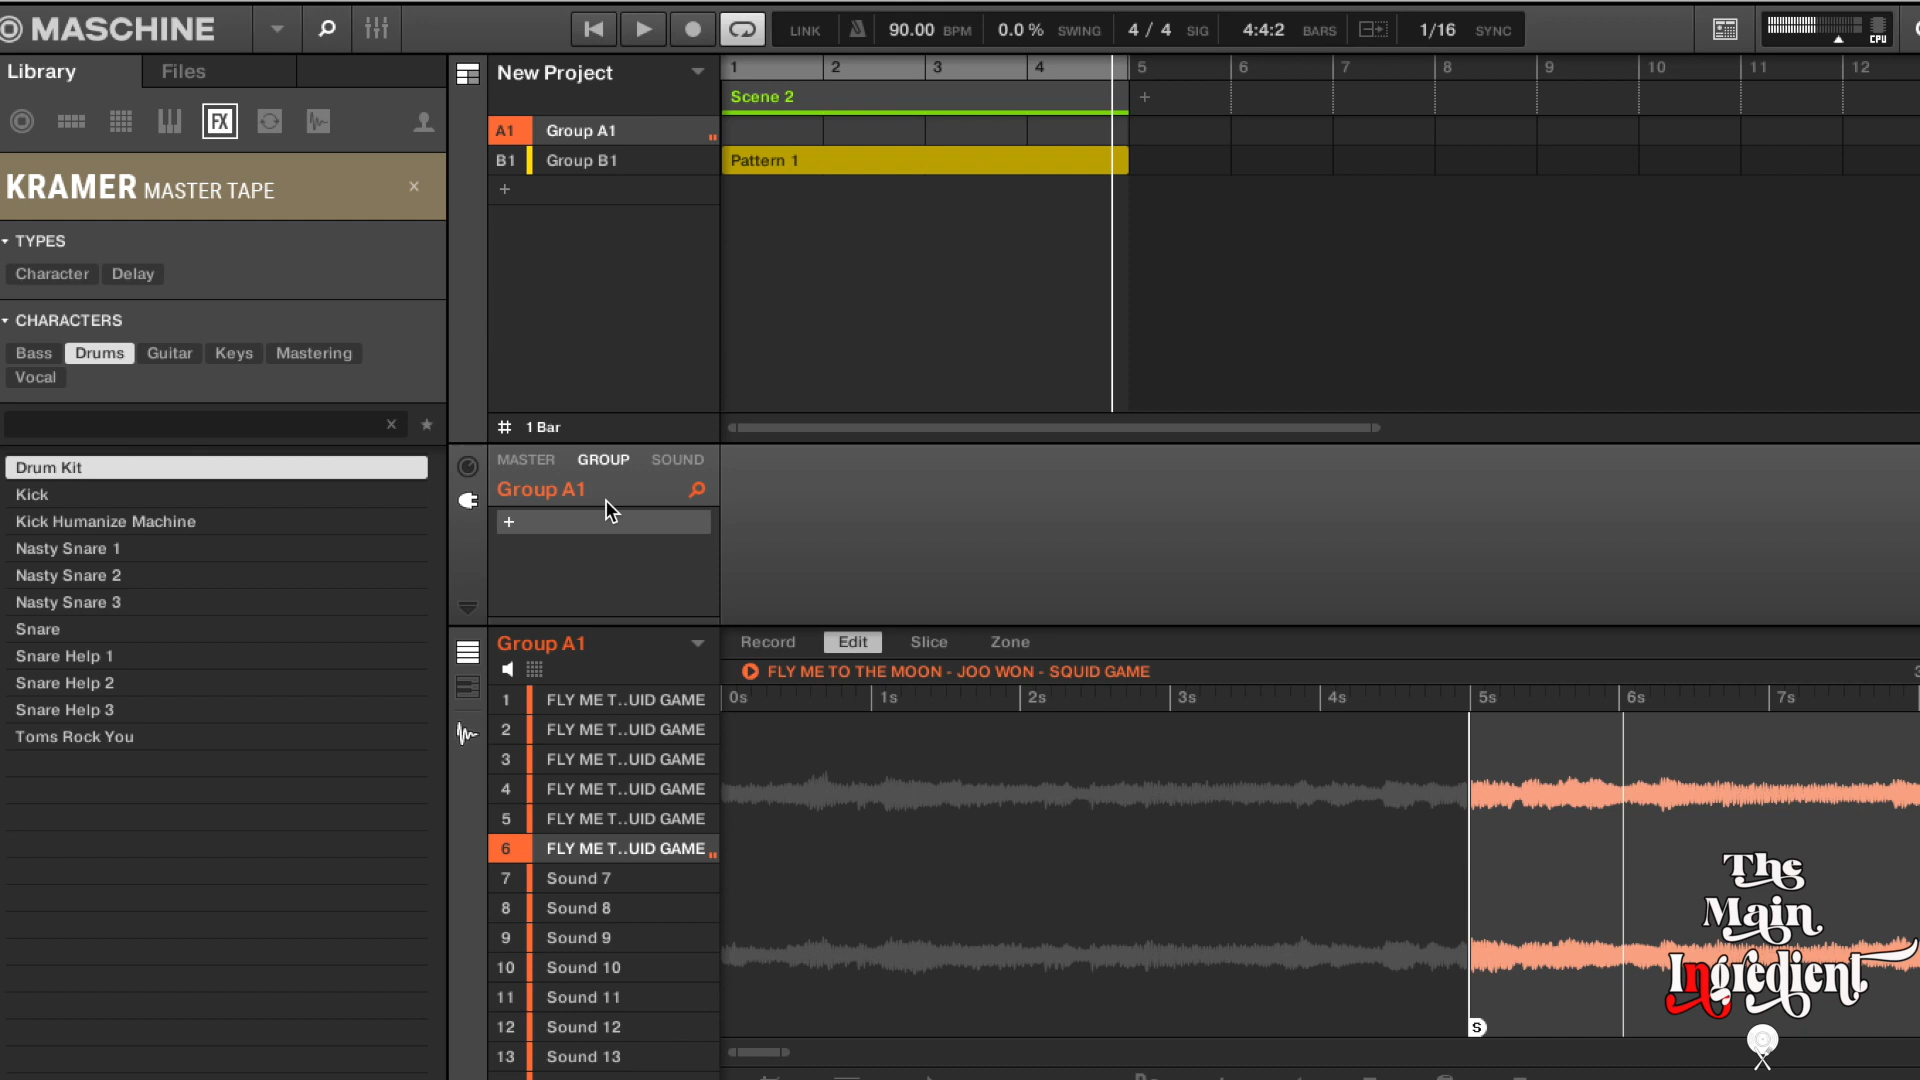 MASCHINE
LINK 90.00 BPM 0.0 % SWING 4 / 4 SIG 4:4:2 BARS 1/16 SYNC
CPU
Library Files
FX
KRAMER MASTER TAPE ×
TYPES
Character Delay
CHARACTERS
Bass Drums Guitar Keys Mastering
Vocal
Drum Kit
Kick
Kick Humanize Machine
Nasty Snare 1
Nasty Snare 2
Nasty Snare 3
Snare
Snare Help 1
Snare Help 2
Snare Help 3
Toms Rock You
New Project
1 2 3 4 5 6 7 8 9 10 11 12
Scene 2 +
A1 Group A1
B1 Group B1 Pattern 1
+
1 Bar
MASTER GROUP SOUND
Group A1
+
Group A1
Record Edit Slice Zone
FLY ME TO THE MOON - JOO WON - SQUID GAME
0s 1s 2s 3s 4s 5s 6s 7s
1 FLY ME T..UID GAME
2 FLY ME T..UID GAME
3 FLY ME T..UID GAME
4 FLY ME T..UID GAME
5 FLY ME T..UID GAME
6 FLY ME T..UID GAME
7 Sound 7
8 Sound 8
9 Sound 9
10 Sound 10
11 Sound 11
12 Sound 12
13 Sound 13
S
The
Main
Ingredient